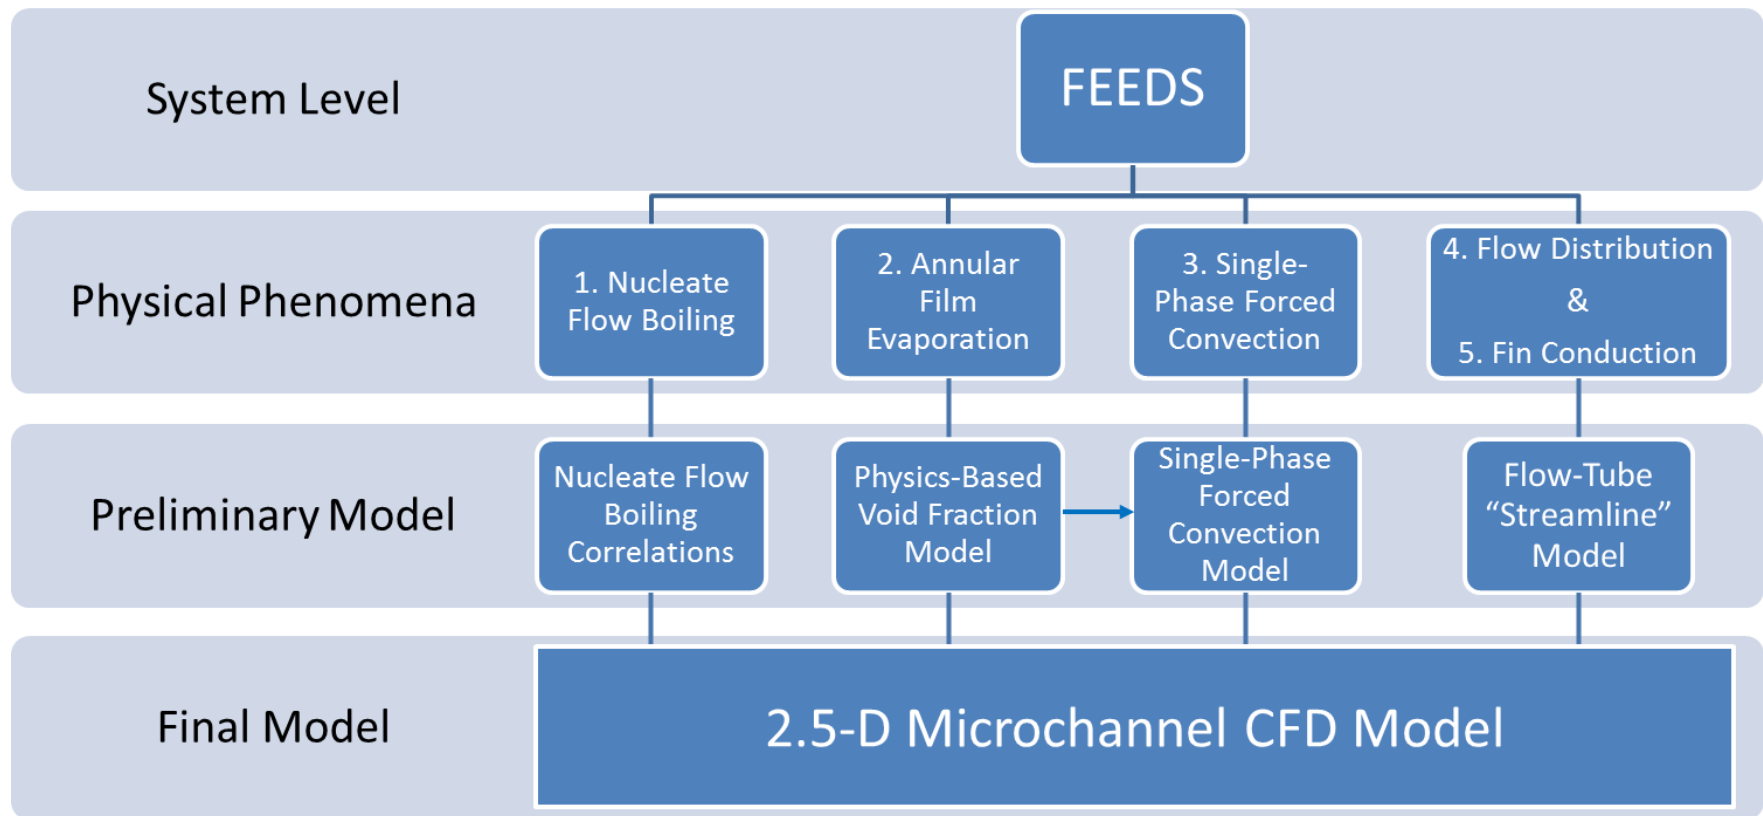 System Level
FEEDS
Physical Phenomena
1. Nucleate
Flow Boiling
2. Annular
Film
Evaporation
3. Single-
Phase Forced
Convection
4. Flow Distribution
&
5. Fin Conduction
Preliminary Model
Nucleate Flow
Boiling
Correlations
Physics-Based
Void Fraction
Model
Single-Phase
Forced
Convection
Model
Flow-Tube
“Streamline”
Model
Final Model
2.5-D Microchannel CFD Model